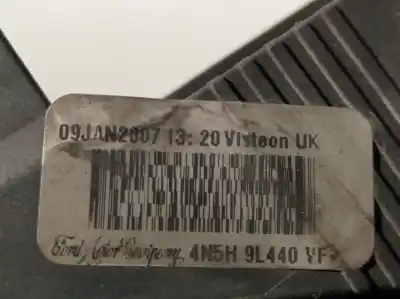 09JAN2007 13:20 Visteon UK
Ford Motor Company 4N5H 9L440 VF